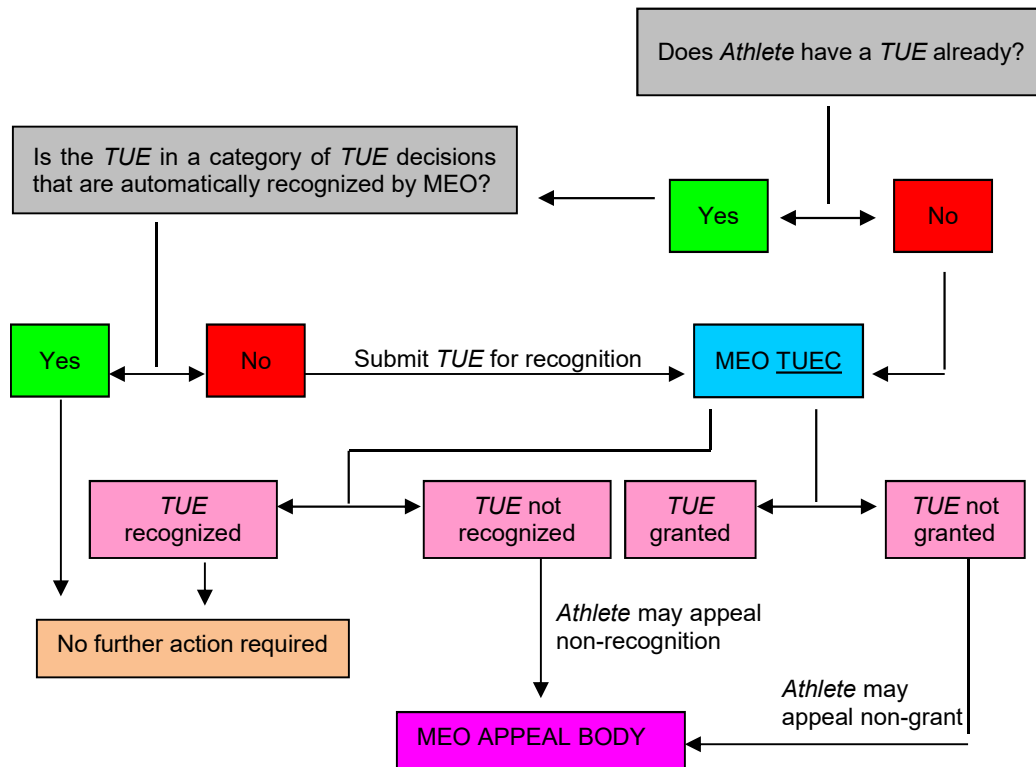 Does Athlete have a TUE already?
Is the TUE in a category of TUE decisions
that are automatically recognized by MEO?
Yes
No
Yes
No
Submit TUE for recognition
MEO TUEC
TUE
recognized
TUE not
recognized
TUE
granted
TUE not
granted
No further action required
Athlete may appeal
non-recognition
Athlete may
appeal non-grant
MEO APPEAL BODY